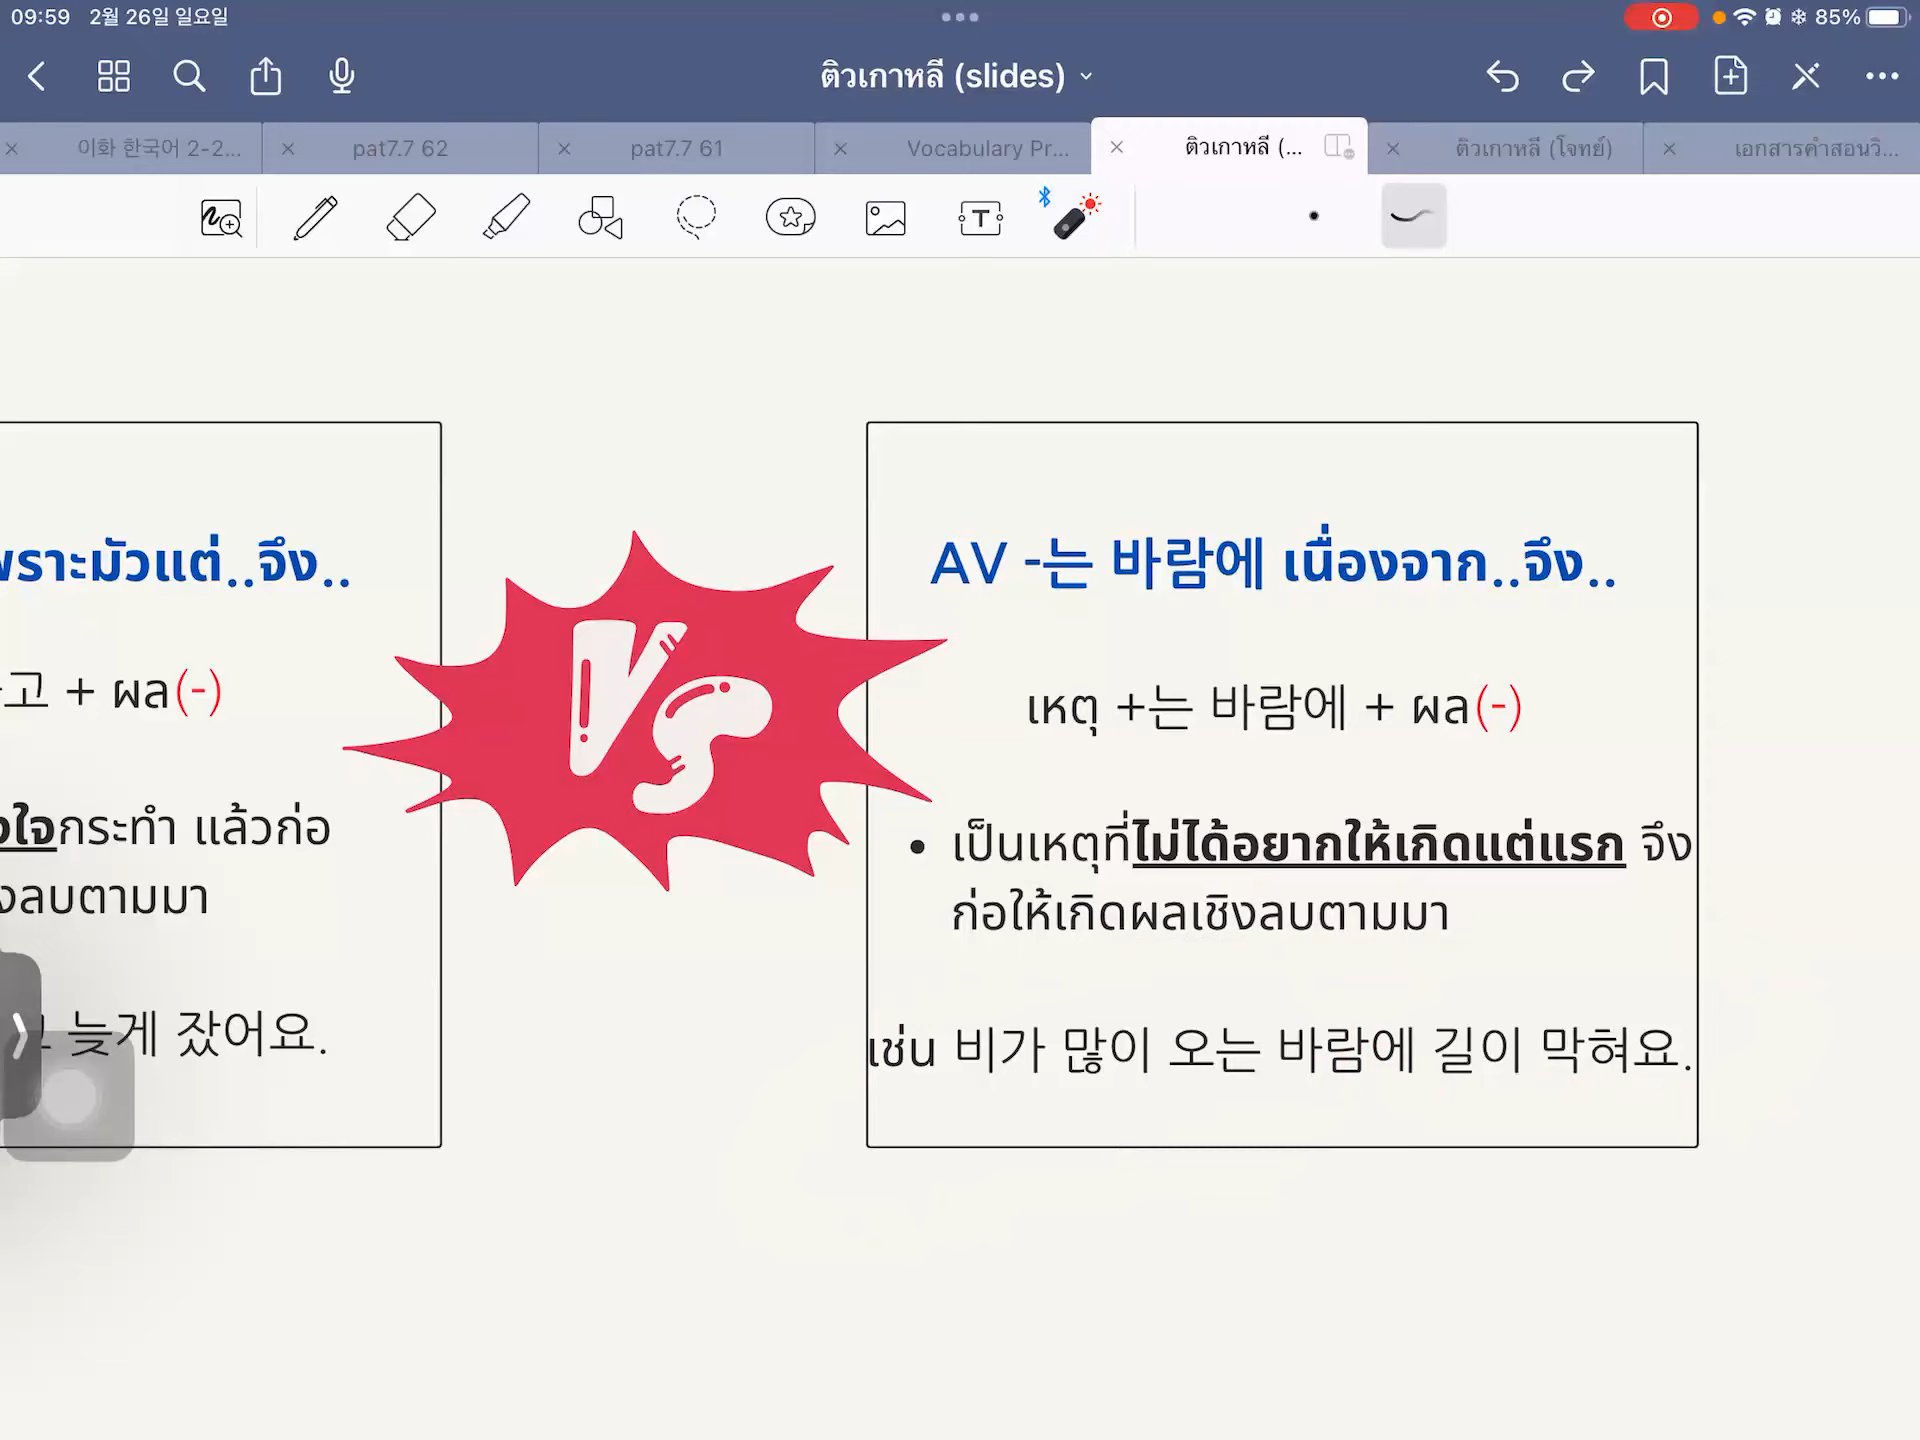 09:59 2월 26일 일요일
85%
ติวเกาหลี (slides)
이화 한국어 2-2...
pat7.7 62
pat7.7 61
Vocabulary Pr...
ติวเกาหลี (...
ติวเกาหลี (โจทย์)
เอกสารคำสอนวิ...
พราะมัวแต่..จึง..
고 + ผล(-)
กระทำ แล้วก่อ
งลบตามมา
늦게 잤어요.
VS
AV -는 바람에 เนื่องจาก..จึง..
เหตุ +는 바람에 + ผล(-)
• เป็นเหตุที่ไม่ได้อยากให้เกิดแต่แรก จึง
ก่อให้เกิดผลเชิงลบตามมา
เช่น 비가 많이 오는 바람에 길이 막혀요.